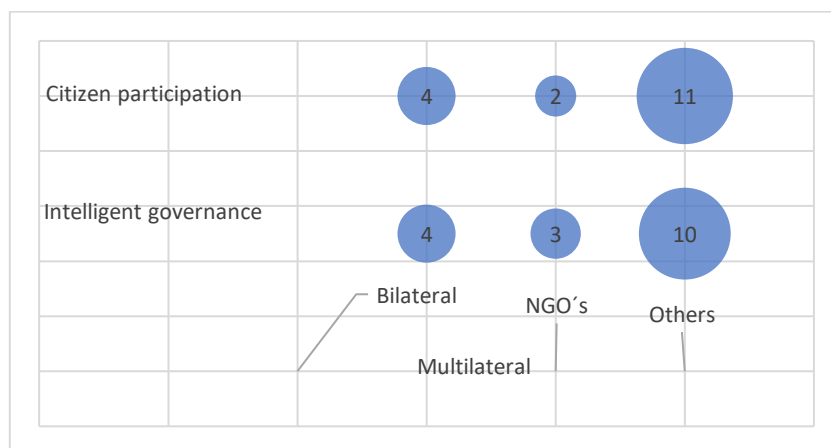 Citizen participation
4
2
11
Intelligent governance
4
3
10
Bilateral
NGO´s
Others
Multilateral